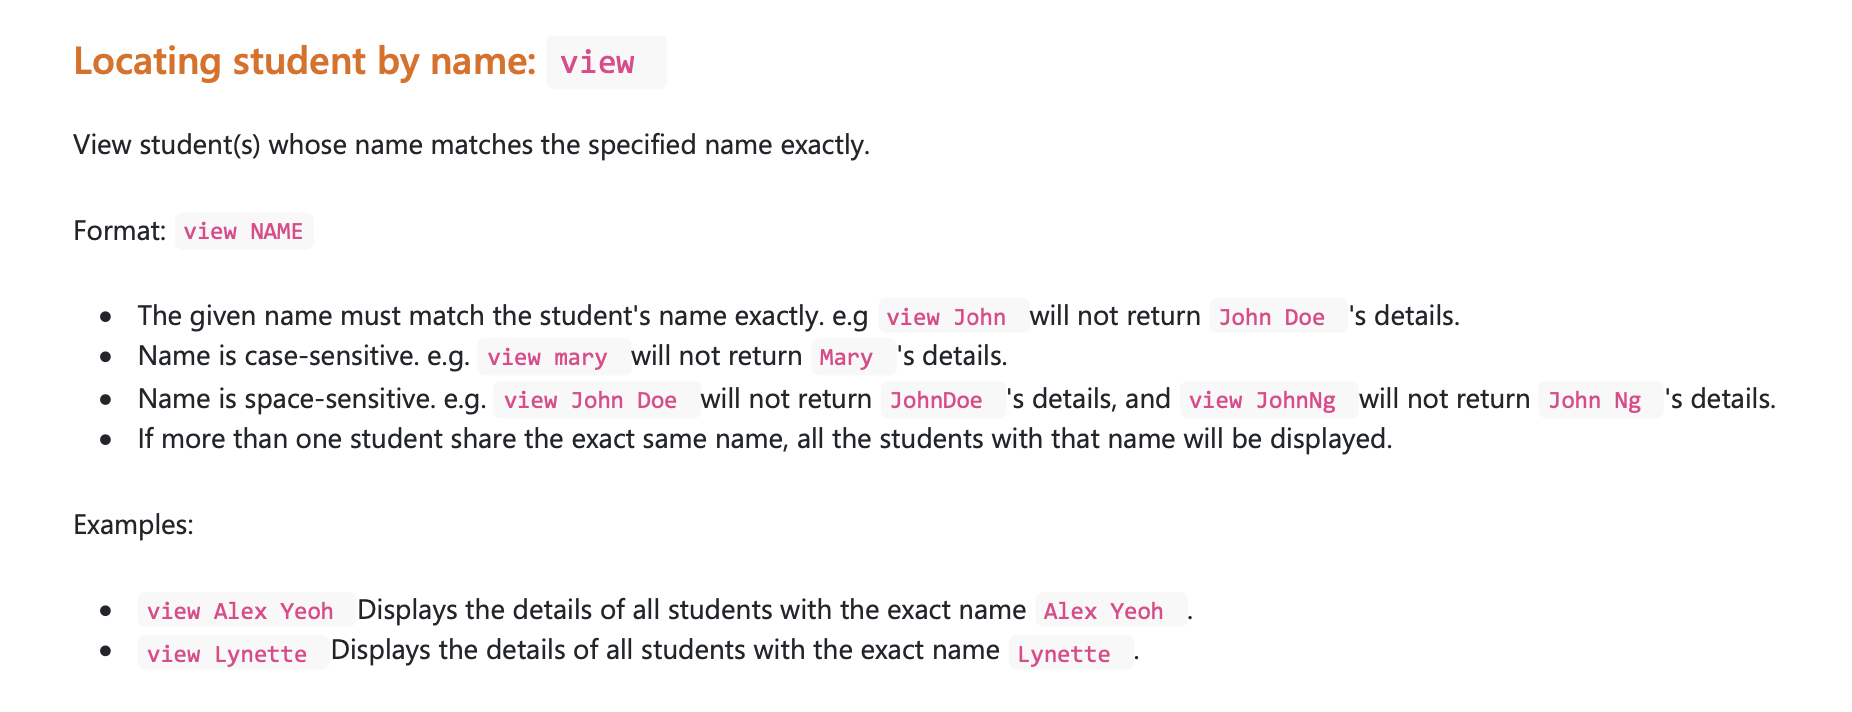 Locating student by name: view
View student(s) whose name matches the specified name exactly.
Format: view NAME
• The given name must match the student's name exactly. e.g view John will not return John Doe 's details.
• Name is case-sensitive. e.g. view mary will not return Mary 's details.
• Name is space-sensitive. e.g. view John Doe will not return JohnDoe 's details, and view JohnNg will not return John Ng 's details.
• If more than one student share the exact same name, all the students with that name will be displayed.
Examples:
• view Alex Yeoh Displays the details of all students with the exact name Alex Yeoh .
• view Lynette Displays the details of all students with the exact name Lynette .